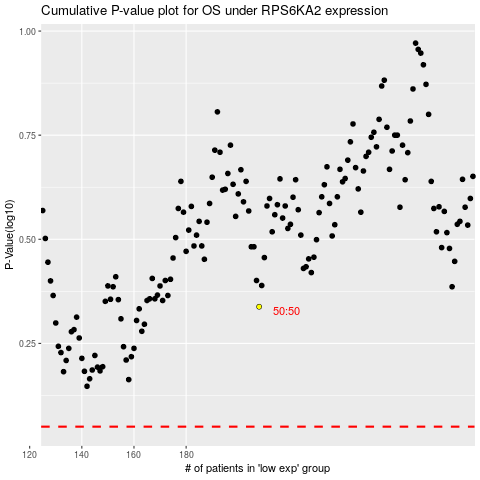 Cumulative P-value plot for OS under RPS6KA2 expression
P-Value(log10)
1.00
0.75
0.50
0.25
50:50
120 140 160 180
# of patients in 'low exp' group